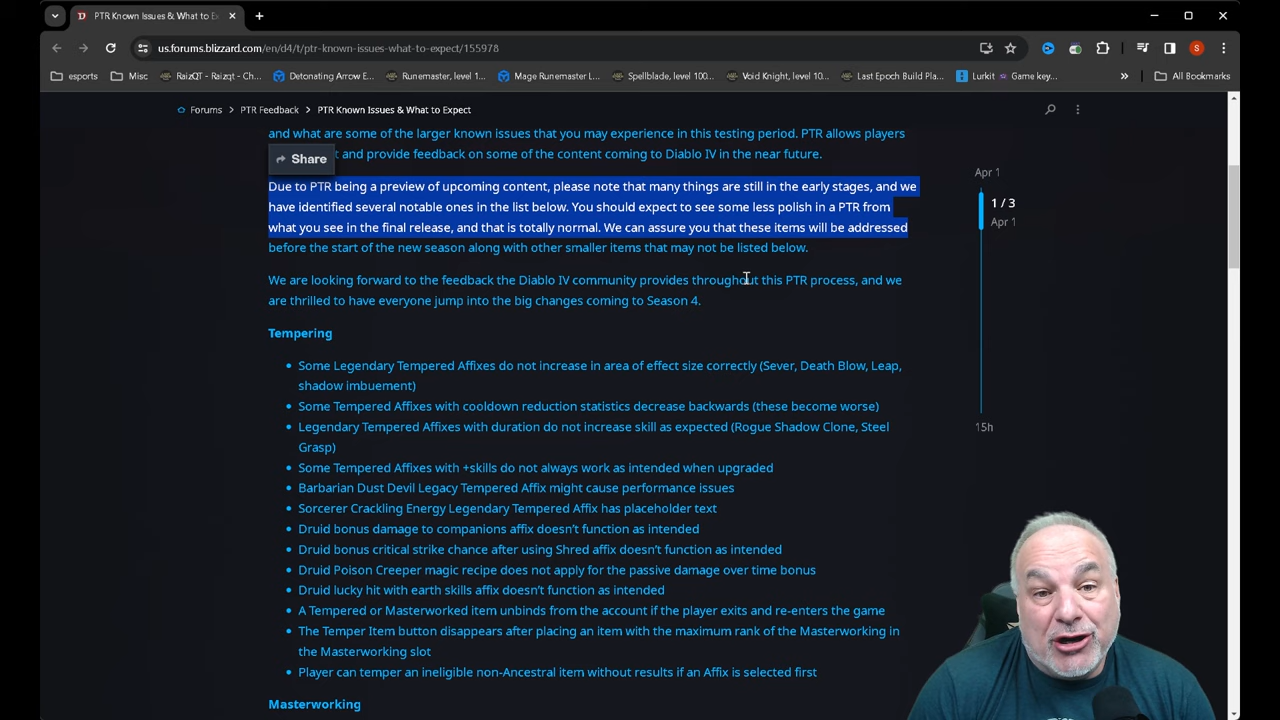 PTR Known Issues & What to Ex
us.forums.blizzard.com/en/d4/t/ptr-known-issues-what-to-expect/155978
S
esports
Misc
RaizQT - Raizqt - Ch...
Detonating Arrow E...
Runemaster, level 1...
Mage Runemaster L...
Spellblade, level 100...
Void Knight, level 10...
Last Epoch Build Pla...
Lurkit Game key...
»
All Bookmarks
Forums > PTR Feedback > PTR Known Issues & What to Expect
and what are some of the larger known issues that you may experience in this testing period. PTR allows players
t and provide feedback on some of the content coming to Diablo IV in the near future.
Share
Due to PTR being a preview of upcoming content, please note that many things are still in the early stages, and we
have identified several notable ones in the list below. You should expect to see some less polish in a PTR from
what you see in the final release, and that is totally normal. We can assure you that these items will be addressed
before the start of the new season along with other smaller items that may not be listed below.
We are looking forward to the feedback the Diablo IV community provides throughout this PTR process, and we
are thrilled to have everyone jump into the big changes coming to Season 4.
Tempering
• Some Legendary Tempered Affixes do not increase in area of effect size correctly (Sever, Death Blow, Leap,
shadow imbuement)
• Some Tempered Affixes with cooldown reduction statistics decrease backwards (these become worse)
• Legendary Tempered Affixes with duration do not increase skill as expected (Rogue Shadow Clone, Steel
Grasp)
• Some Tempered Affixes with +skills do not always work as intended when upgraded
• Barbarian Dust Devil Legacy Tempered Affix might cause performance issues
• Sorcerer Crackling Energy Legendary Tempered Affix has placeholder text
• Druid bonus damage to companions affix doesn't function as intended
• Druid bonus critical strike chance after using Shred affix doesn't function as intended
• Druid Poison Creeper magic recipe does not apply for the passive damage over time bonus
• Druid lucky hit with earth skills affix doesn't function as intended
• A Tempered or Masterworked item unbinds from the account if the player exits and re-enters the game
• The Temper Item button disappears after placing an item with the maximum rank of the Masterworking in
the Masterworking slot
• Player can temper an ineligible non-Ancestral item without results if an Affix is selected first
Masterworking
Apr 1
1 / 3
Apr 1
15h